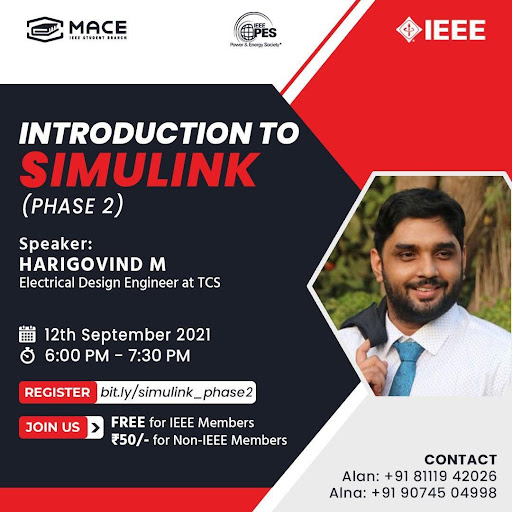 MACE
IEEE STUDENT BRANCH
IEEE
PES
Power & Energy Society®
IEEE
INTRODUCTION TO
SIMULINK
(PHASE 2)
Speaker:
HARIGOVIND M
Electrical Design Engineer at TCS
12th September 2021
6:00 PM - 7:30 PM
REGISTER bit.ly/simulink_phase2
JOIN US > FREE for IEEE Members
₹50/- for Non-IEEE Members
CONTACT
Alan: +91 81119 42026
Alna: +91 90745 04998